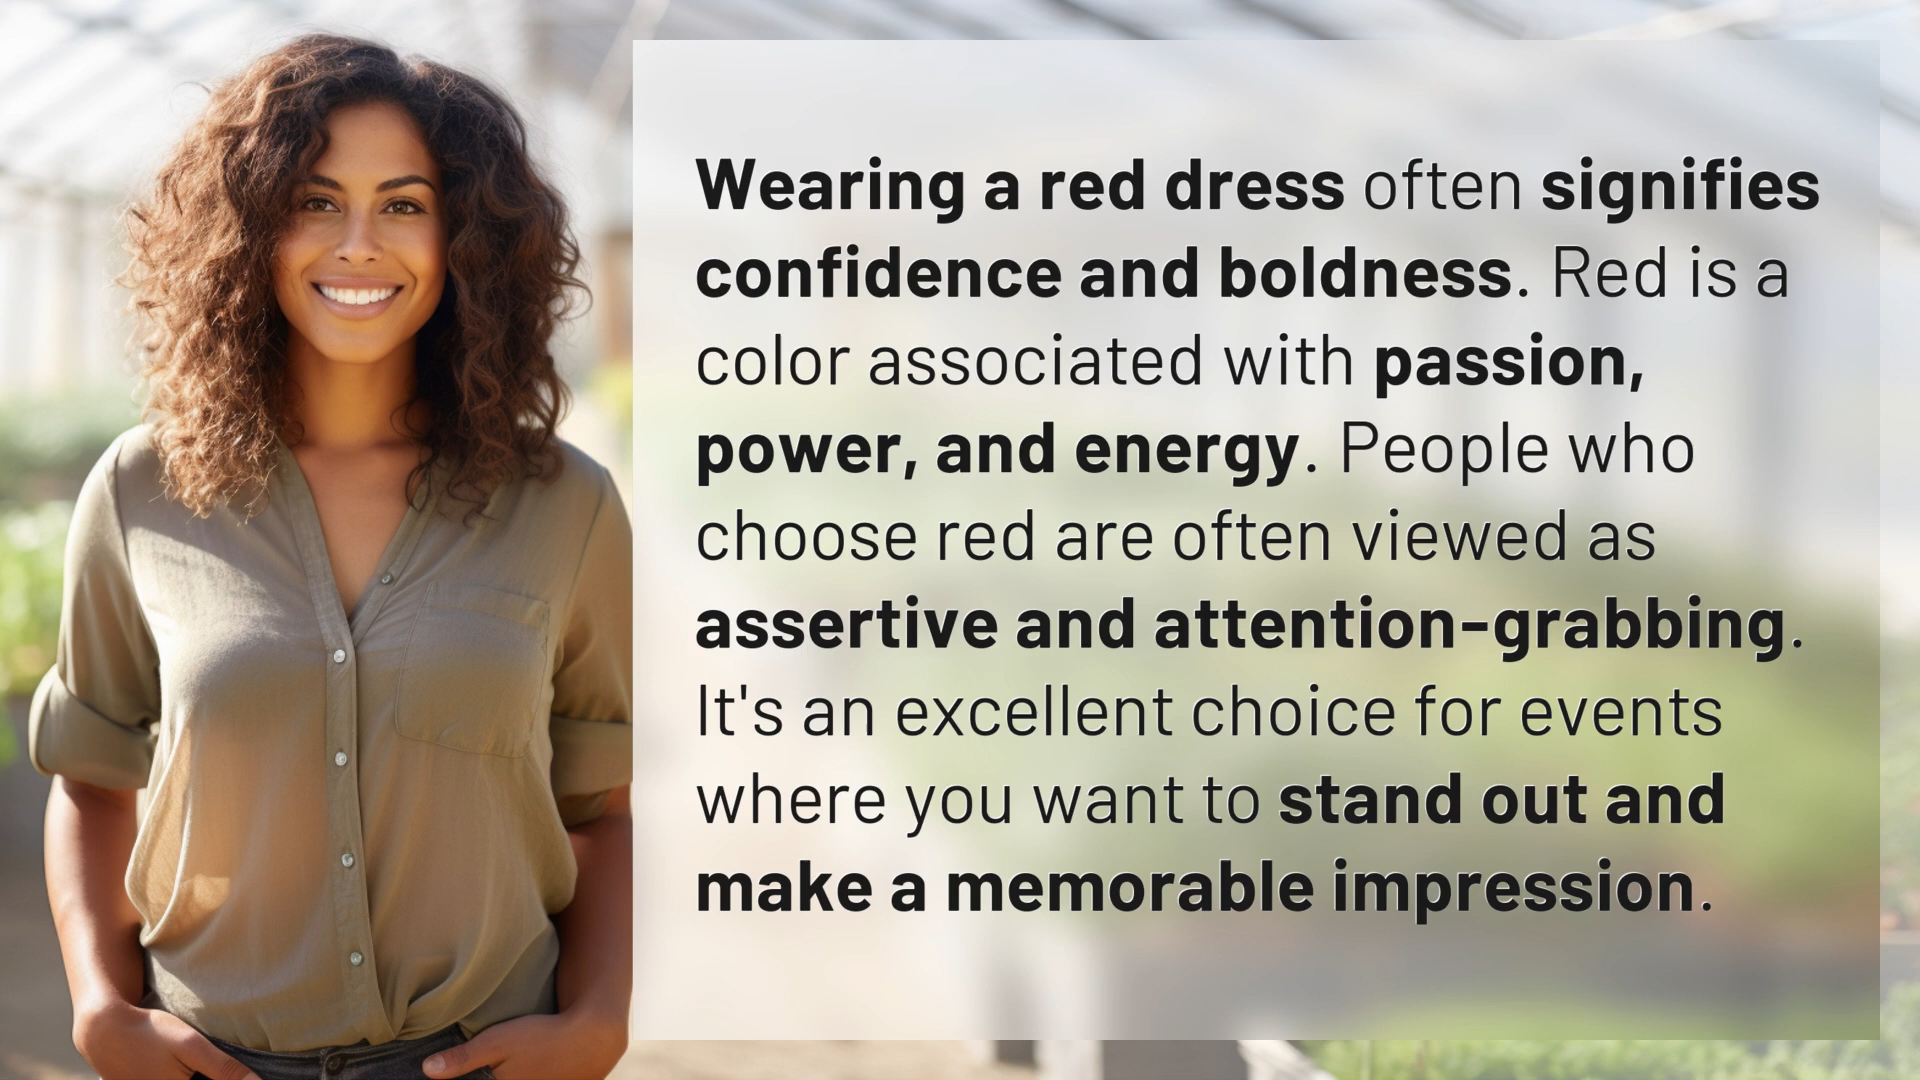 Wearing a red dress often signifies
confidence and boldness. Red is a
color associated with passion,
power, and energy. People who
choose red are often viewed as
assertive and attention-grabbing.
It's an excellent choice for events
where you want to stand out and
make a memorable impression.